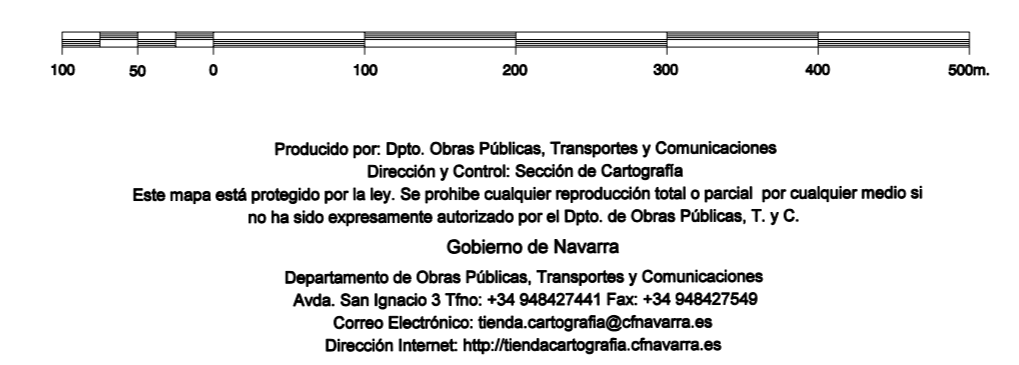 100 50 0 100 200 300 400 500m.
Producido por: Dpto. Obras Públicas, Transportes y Comunicaciones
Dirección y Control: Sección de Cartografía
Este mapa está protegido por la ley. Se prohibe cualquier reproducción total o parcial por cualquier medio si
no ha sido expresamente autorizado por el Dpto. de Obras Públicas, T. y C.
Gobierno de Navarra
Departamento de Obras Públicas, Transportes y Comunicaciones
Avda. San Ignacio 3 Tfno: +34 948427441 Fax: +34 948427549
Correo Electrónico: tienda.cartografia@cfnavarra.es
Dirección Internet: http://tiendacartografia.cfnavarra.es